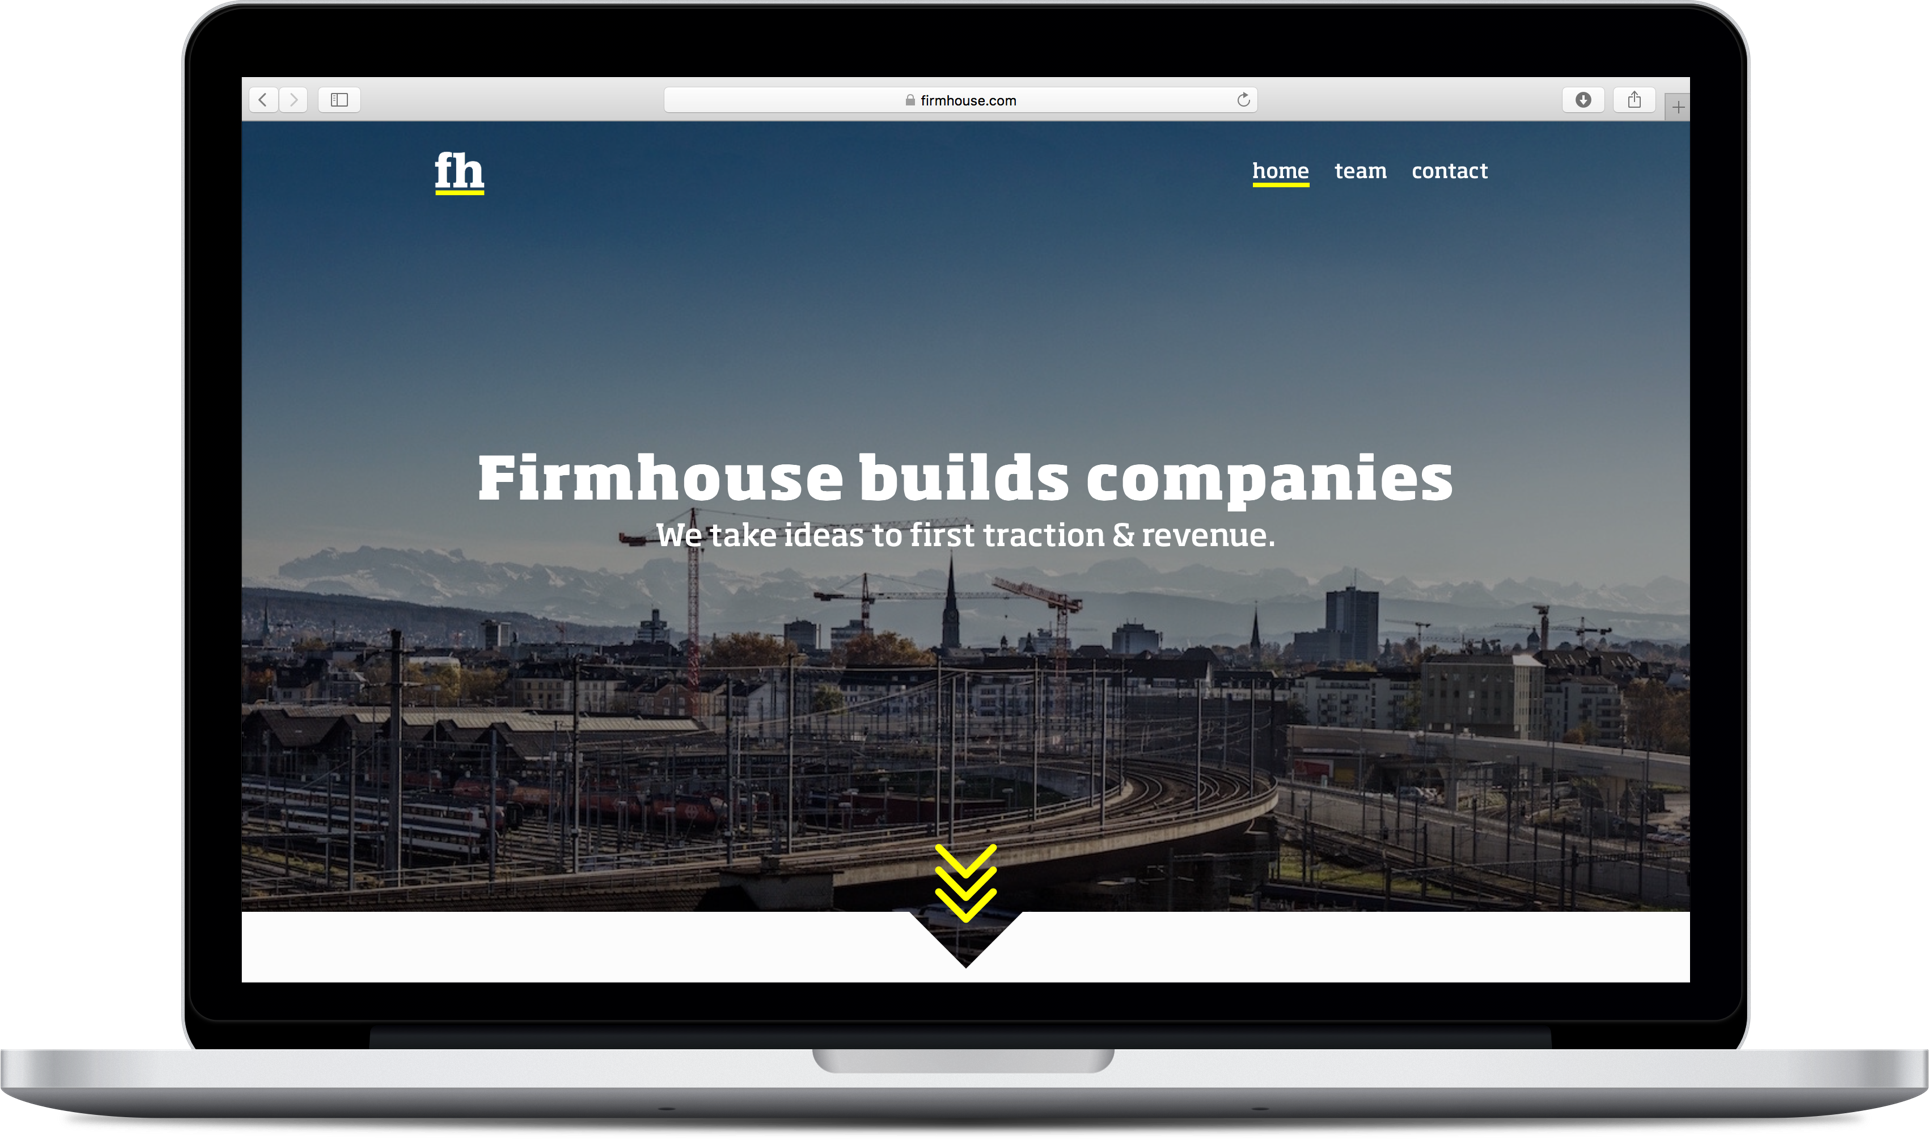 firmhouse.com
fh
home team contact
Firmhouse builds companies
We take ideas to first traction & revenue.